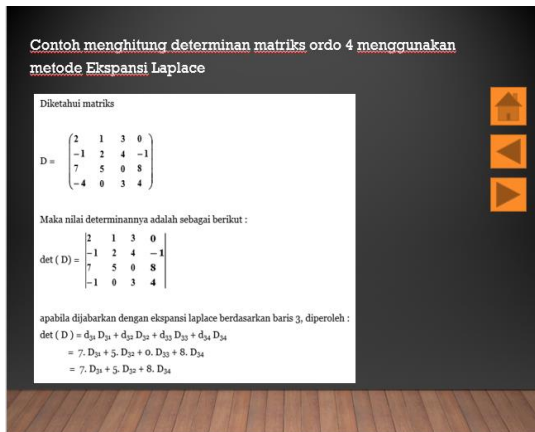 Contoh menghitung determinan matriks ordo 4 menggunakan
metode Ekspansi Laplace
Diketahui matriks
D =
2 1 3 0
-1 2 4 -1
7 5 0 8
-4 0 3 4
Maka nilai determinannya adalah sebagai berikut :
det ( D) =
2 1 3 0
-1 2 4 -1
7 5 0 8
-1 0 3 4
apabila dijabarkan dengan ekspansi laplace berdasarkan baris 3, diperoleh :
det ( D ) = d₃₁ D₃₁ + d₃₂ D₃₂ + d₃₃ D₃₃ + d₃₄ D₃₄
= 7. D₃₁ + 5. D₃₂ + 0. D₃₃ + 8. D₃₄
= 7. D₃₁ + 5. D₃₂ + 8. D₃₄